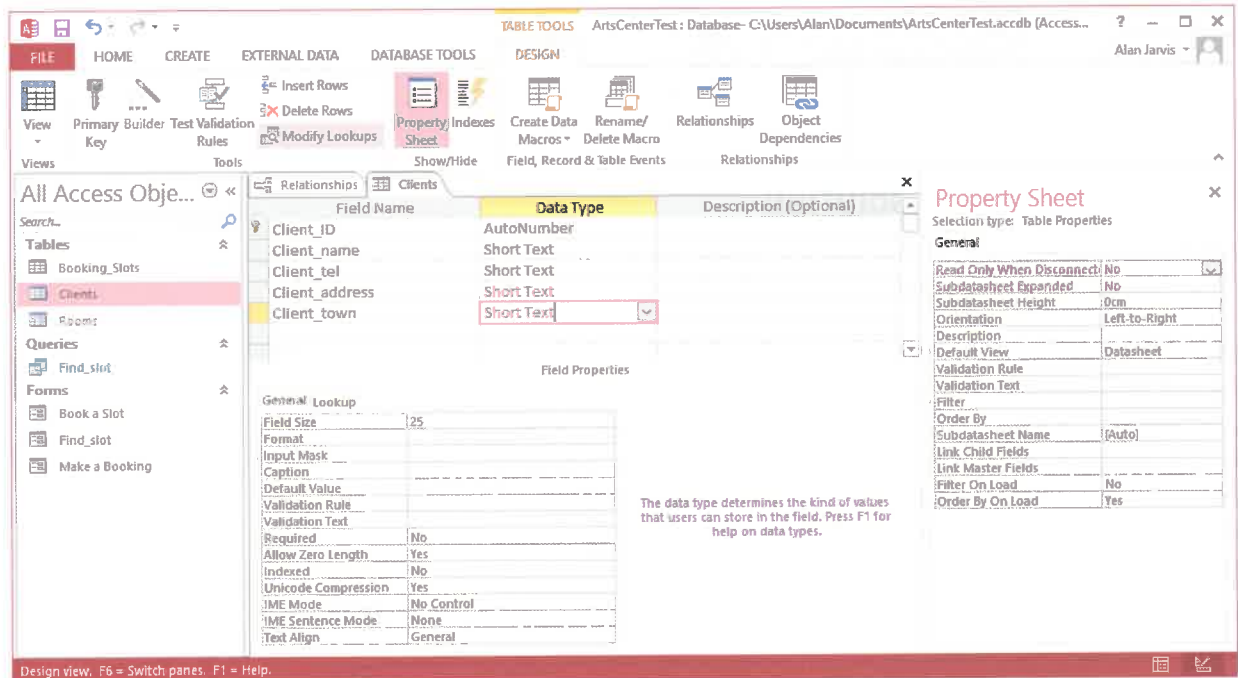 TABLE TOOLS ArtsCenterTest : Database- C:\Users\Alan\Documents\ArtsCenterTest.accdb (Access... ?
FILE HOME CREATE EXTERNAL DATA DATABASE TOOLS DESIGN Alan Jarvis
View
Primary Key
Builder
Test Validation Rules
Insert Rows
Delete Rows
Modify Lookups
Property Sheet
Indexes
Create Data Macros
Rename/ Delete Macro
Relationships
Object Dependencies
Views Tools Show/Hide Field, Record & Table Events Relationships
All Access Obje... «
Search...
Tables
Booking_Slots
Clients
Rooms
Queries
Find_slot
Forms
Book a Slot
Find_slot
Make a Booking
Relationships Clients
Field Name Data Type Description (Optional)
Client_ID AutoNumber
Client_name Short Text
Client_tel Short Text
Client_address Short Text
Client_town Short Text
Field Properties
General Lookup
Field Size 25
Format
Input Mask
Caption
Default Value
Validation Rule
Validation Text
Required No
Allow Zero Length Yes
Indexed No
Unicode Compression Yes
IME Mode No Control
IME Sentence Mode None
Text Align General
The data type determines the kind of values
that users can store in the field. Press F1 for
help on data types.
Property Sheet
Selection type: Table Properties
General
Read Only When Disconnect No
Subdatasheet Expanded No
Subdatasheet Height 0cm
Orientation Left-to-Right
Description
Default View Datasheet
Validation Rule
Validation Text
Filter
Order By
Subdatasheet Name [Auto]
Link Child Fields
Link Master Fields
Filter On Load No
Order By On Load Yes
Design view. F6 = Switch panes. F1 = Help.